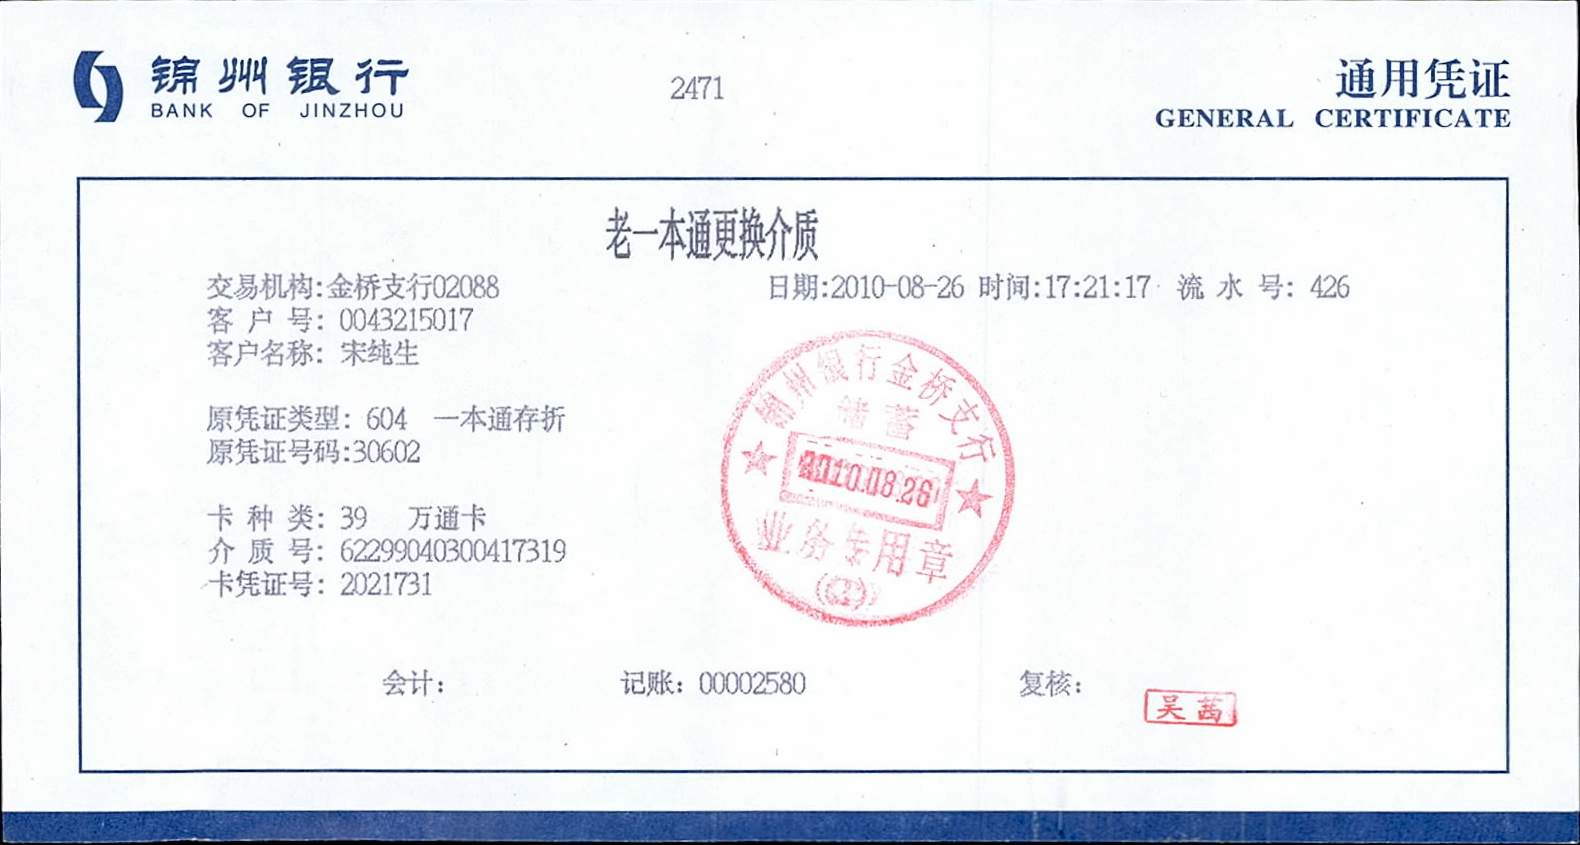 锦州银行
BANK OF JINZHOU
2471
通用凭证
GENERAL CERTIFICATE
老一本通更换介质
交易机构:金桥支行02088
日期:2010-08-26 时间:17:21:17 流 水 号: 426
客 户 号: 0043215017
客户名称: 宋纯生
原凭证类型: 604 一本通存折
原凭证号码:30602
卡 种 类: 39 万通卡
介 质 号: 62299040300417319
卡凭证号: 2021731
锦州银行金桥支行
储蓄
2010.08.26
业务专用章
会计:
记账: 00002580
复核:
吴茜